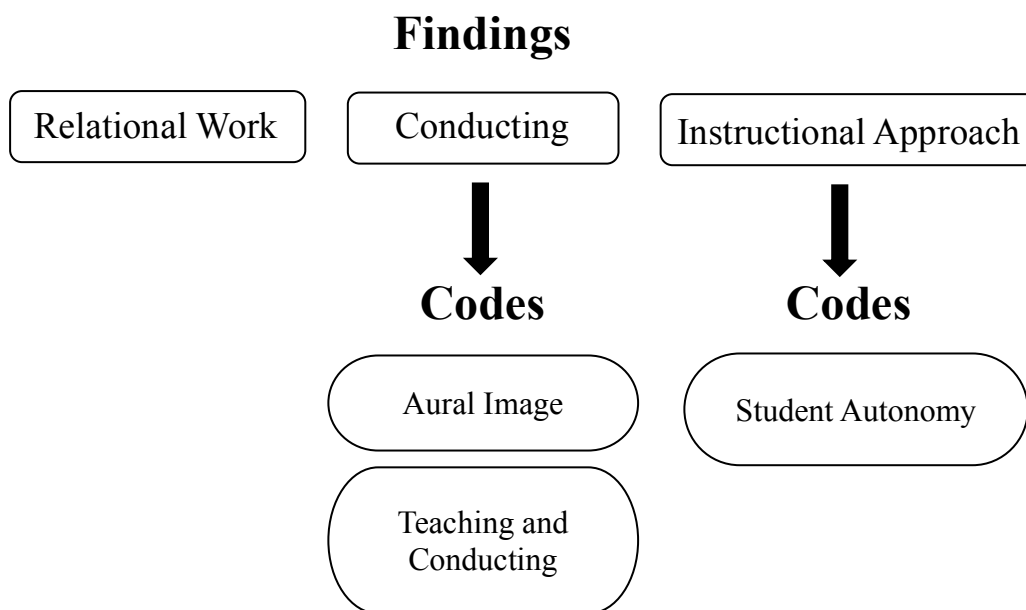 Findings
Relational Work
Conducting
Instructional Approach
Codes
Codes
Aural Image
Student Autonomy
Teaching and
Conducting